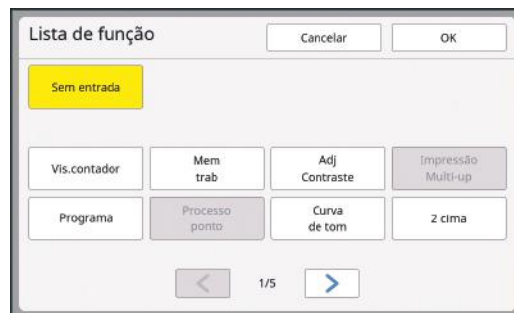 Lista de função
Cancelar
OK
Sem entrada
Vis.contador
Mem
trab
Adj
Contraste
Impressão
Multi-up
Programa
Processo
ponto
Curva
de tom
2 cima
1/5